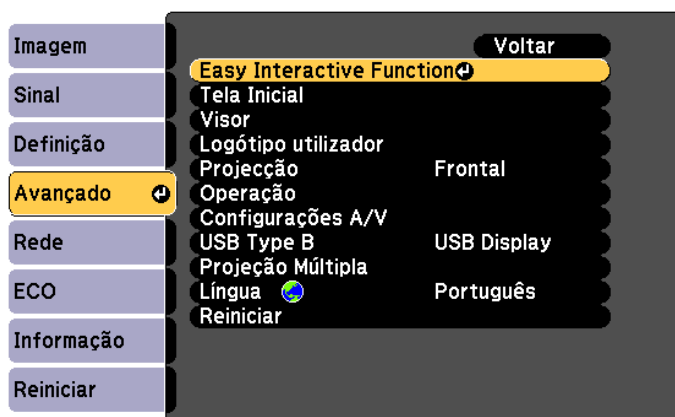 Imagem
Sinal
Definição
Avançado
Rede
ECO
Informação
Reiniciar
Voltar
Easy Interactive Function
Tela Inicial
Visor
Logótipo utilizador
Projecção Frontal
Operação
Configurações A/V
USB Type B USB Display
Projeção Múltipla
Língua Português
Reiniciar